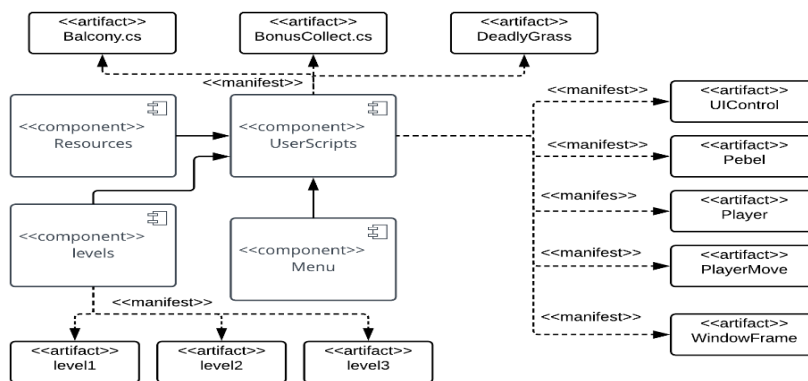 <<artifact>>
Balcony.cs
<<artifact>>
BonusCollect.cs
<<artifact>>
DeadlyGrass
<<manifest>>
<<component>>
Resources
<<component>>
UserScripts
<<manifest>>
<<artifact>>
UIControl
<<manifest>>
<<artifact>>
Pebel
<<manifes>>
<<artifact>>
Player
<<component>>
levels
<<component>>
Menu
<<manifest>>
<<artifact>>
PlayerMove
<<manifest>>
<<manifest>>
<<artifact>>
WindowFrame
<<artifact>>
level1
<<artifact>>
level2
<<artifact>>
level3